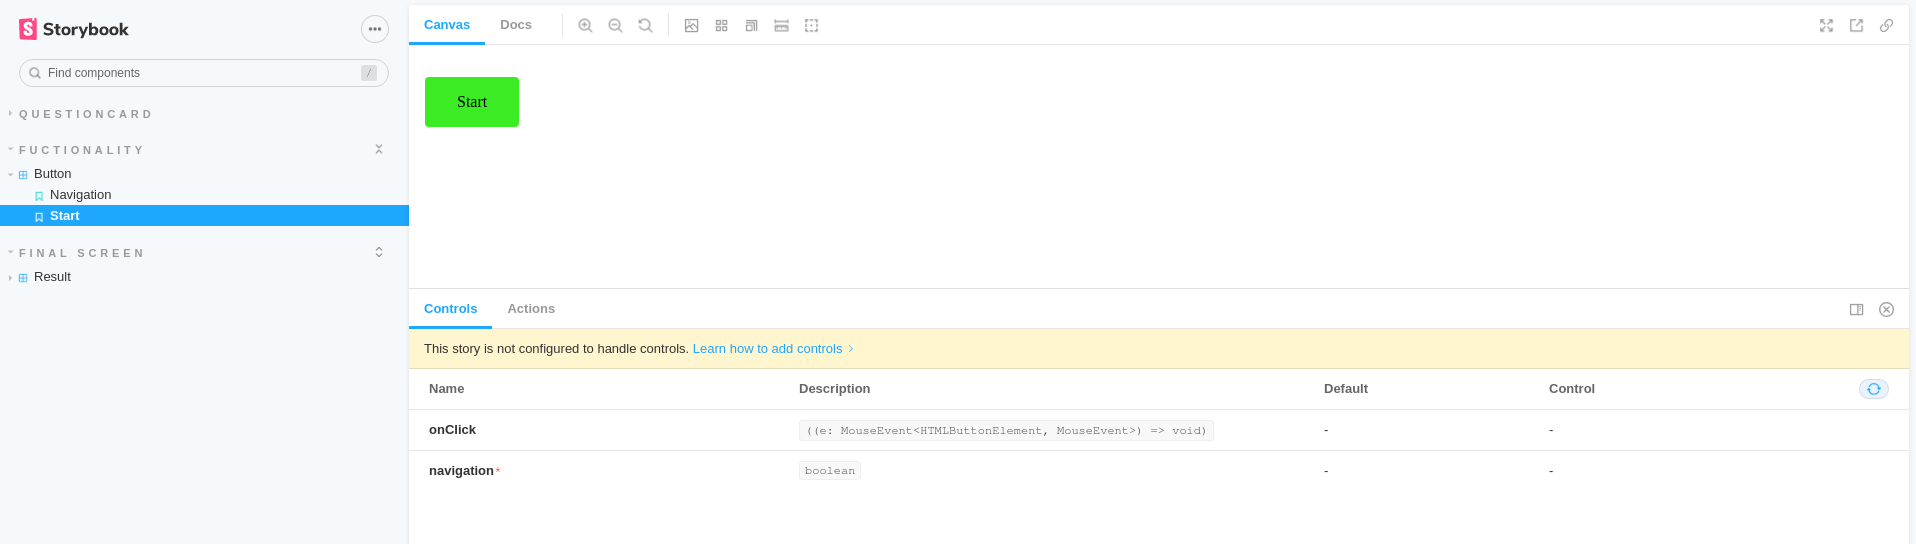 Storybook
Find components /
QUESTIONCARD
FUCTIONALITY
Button
Navigation
Start
FINAL SCREEN
Result
Canvas Docs
Start
Controls Actions
This story is not configured to handle controls. Learn how to add controls
Name Description Default Control
onClick ((e: MouseEvent<HTMLButtonElement, MouseEvent>) => void) - -
navigation* boolean - -